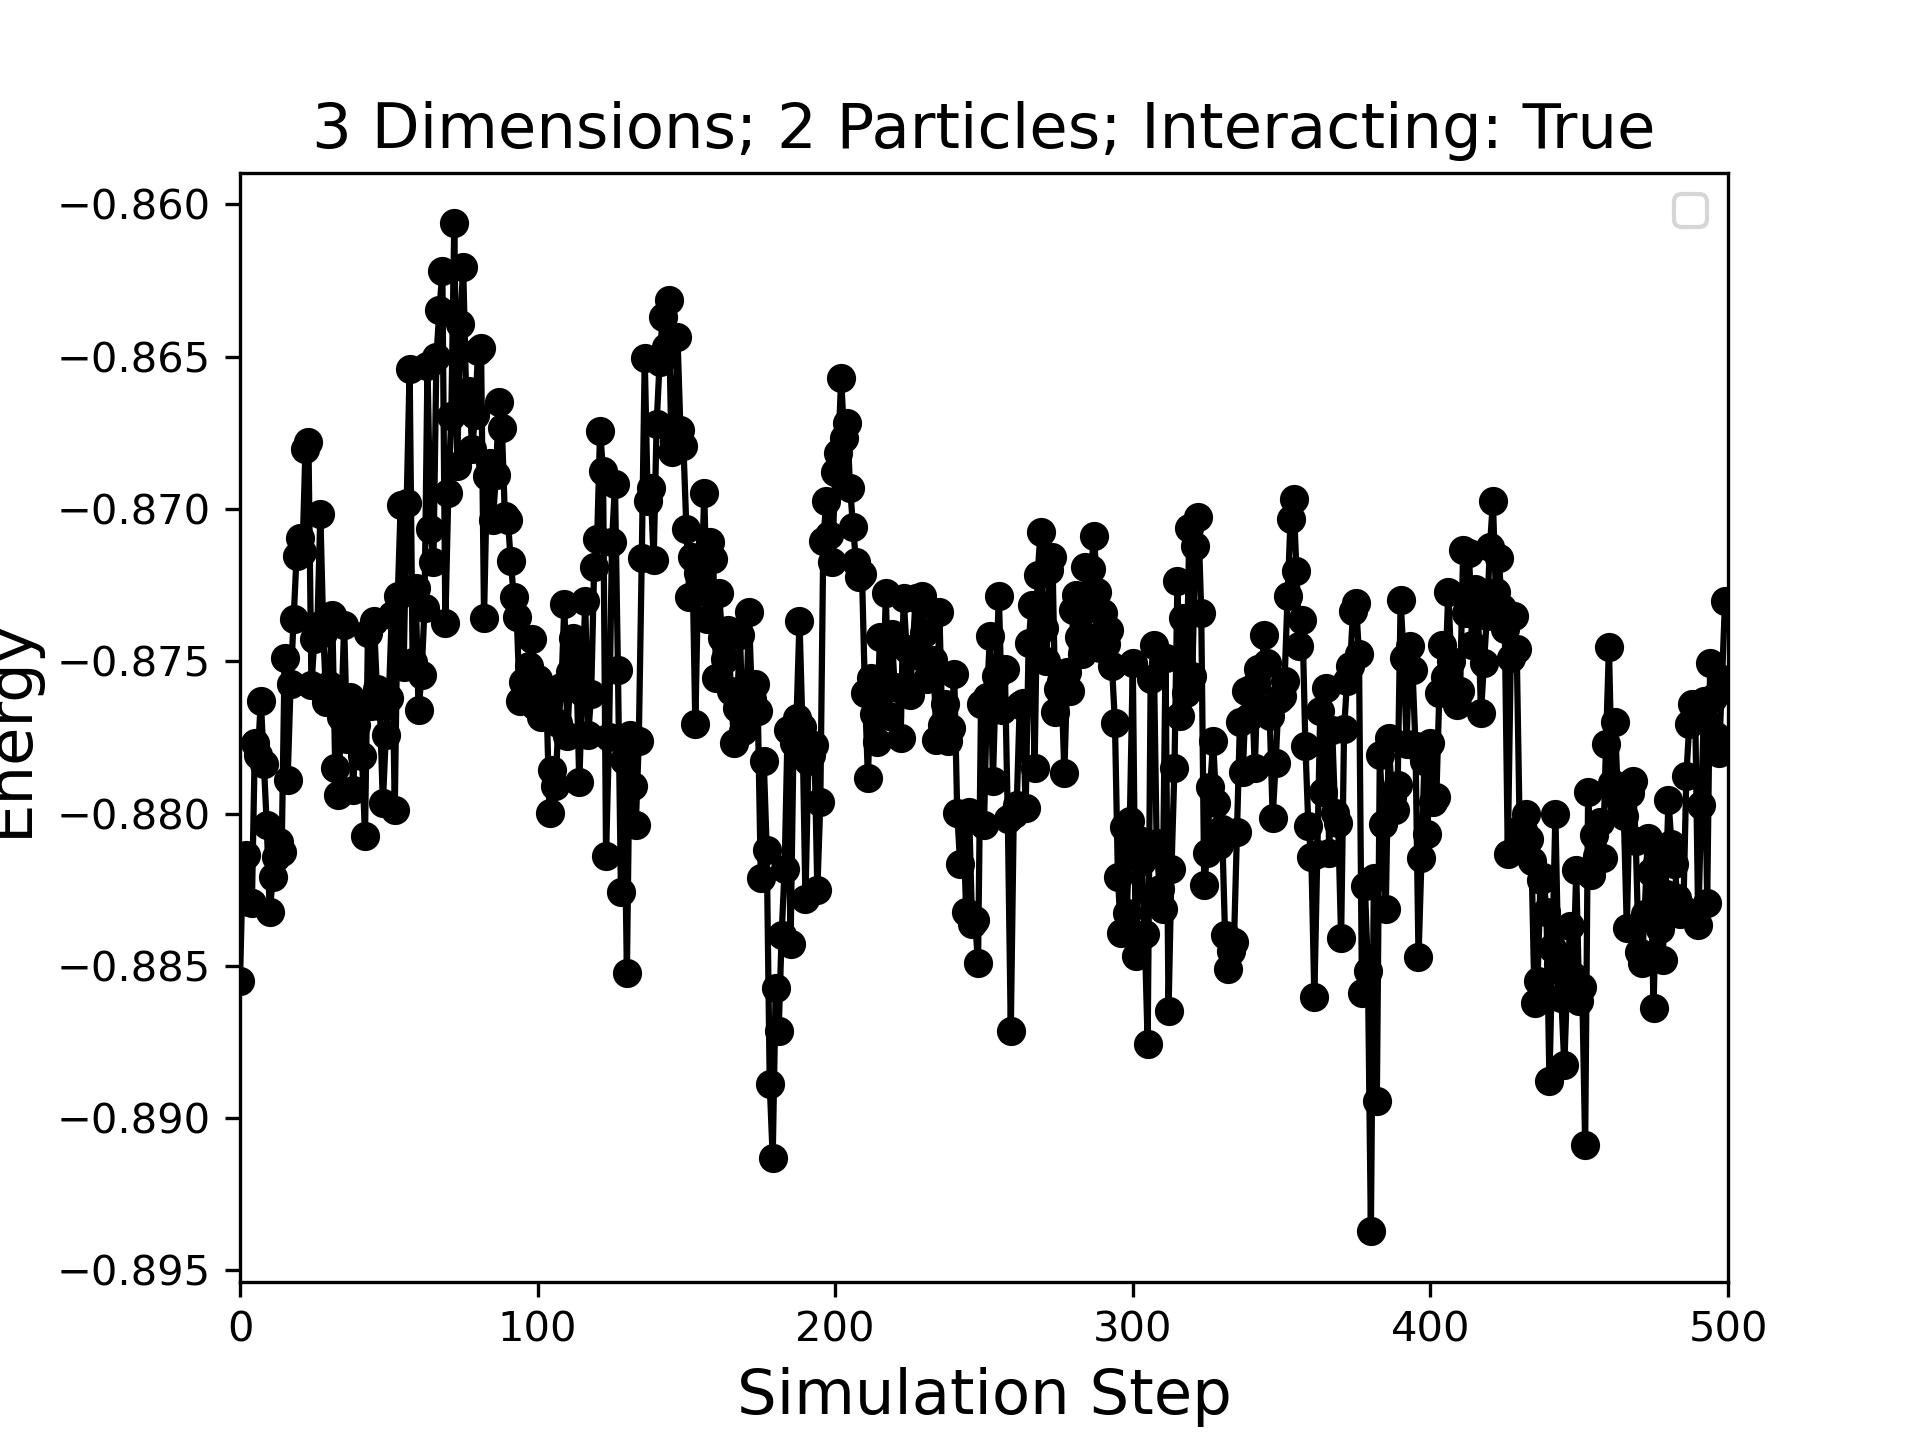 3 Dimensions; 2 Particles; Interacting: True
−0.860
−0.865
−0.870
−0.875
−0.880
−0.885
−0.890
−0.895
Energy
0 100 200 300 400 500
Simulation Step